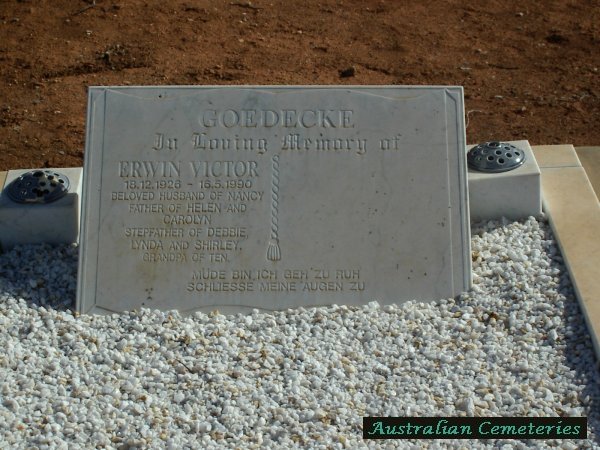 GOEDECKE
In Loving Memory of
ERWIN VICTOR
18.12.1926 - 16.5.1990
BELOVED HUSBAND OF NANCY
FATHER OF HELEN AND
CAROLYN
STEPFATHER OF DEBBIE,
LYNDA AND SHIRLEY.
GRANDPA OF TEN.
MÜDE BIN ICH GEH' ZU RUH
SCHLIESSE MEINE AUGEN ZU
Australian Cemeteries